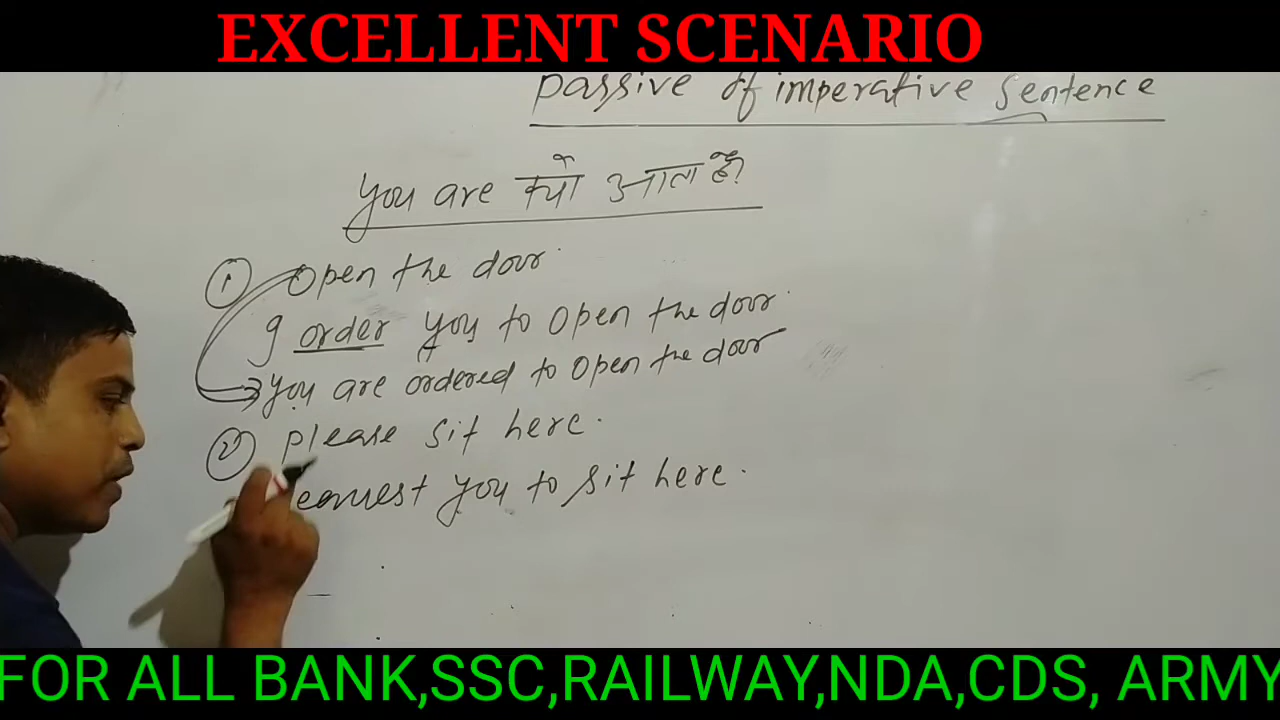 EXCELLENT SCENARIO
passive of imperative sentence
you are क्यों आता है?
① Open the door.
I order you to open the door.
you are ordered to open the door
② please sit here.
request you to sit here.
FOR ALL BANK,SSC,RAILWAY,NDA,CDS, ARMY